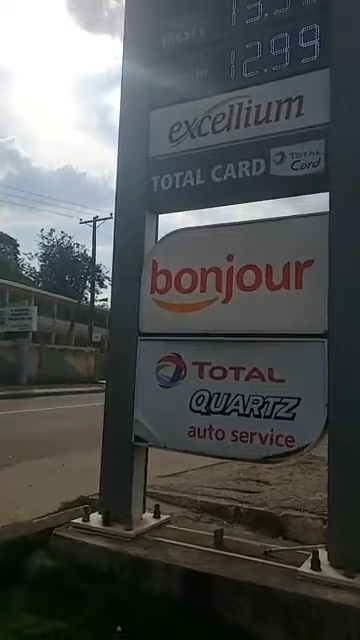 12.99
excellium
TOTAL CARD
TOTAL
Card
bonjour
TOTAL
QUARTZ
auto service